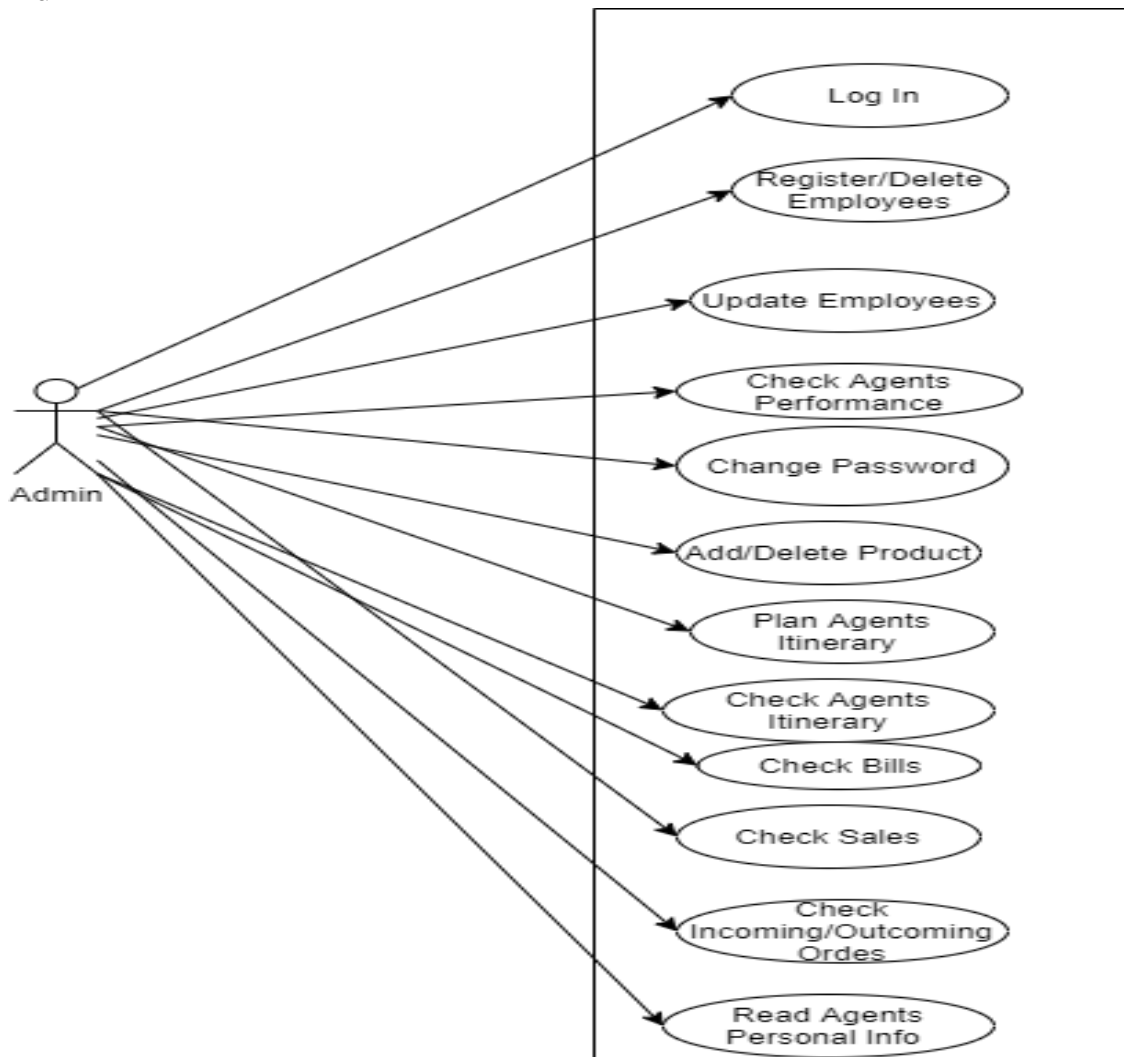 Log In
Register/Delete
Employees
Update Employees
Check Agents
Performance
Change Password
Admin
Add/Delete Product
Plan Agents
Itinerary
Check Agents
Itinerary
Check Bills
Check Sales
Check
Incoming/Outcoming
Ordes
Read Agents
Personal Info